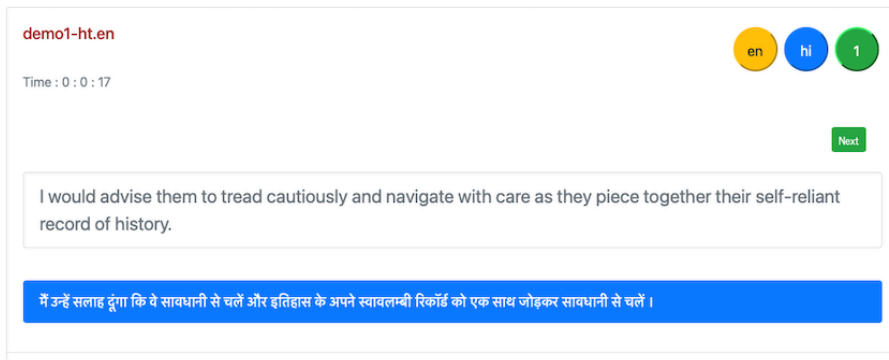 demo1-ht.en
en hi 1
Time : 0 : 0 : 17
Next
I would advise them to tread cautiously and navigate with care as they piece together their self-reliant
record of history.
मैं उन्हें सलाह दूंगा कि वे सावधानी से चलें और इतिहास के अपने स्वावलम्बी रिकॉर्ड को एक साथ जोड़कर सावधानी से चलें ।